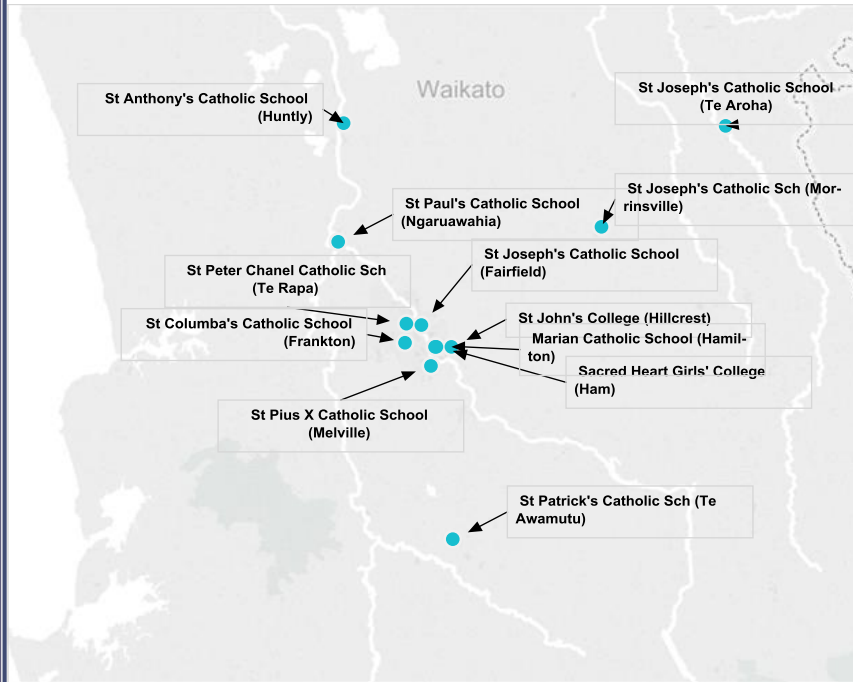 Waikato
St Anthony's Catholic School
(Huntly)
St Joseph's Catholic School
(Te Aroha)
St Joseph's Catholic Sch (Mor-
rinsville)
St Paul's Catholic School
(Ngaruawahia)
St Joseph's Catholic School
(Fairfield)
St Peter Chanel Catholic Sch
(Te Rapa)
St Columba's Catholic School
(Frankton)
St John's College (Hillcrest)
Marian Catholic School (Hamil-
ton)
Sacred Heart Girls' College
(Ham)
St Pius X Catholic School
(Melville)
St Patrick's Catholic Sch (Te
Awamutu)